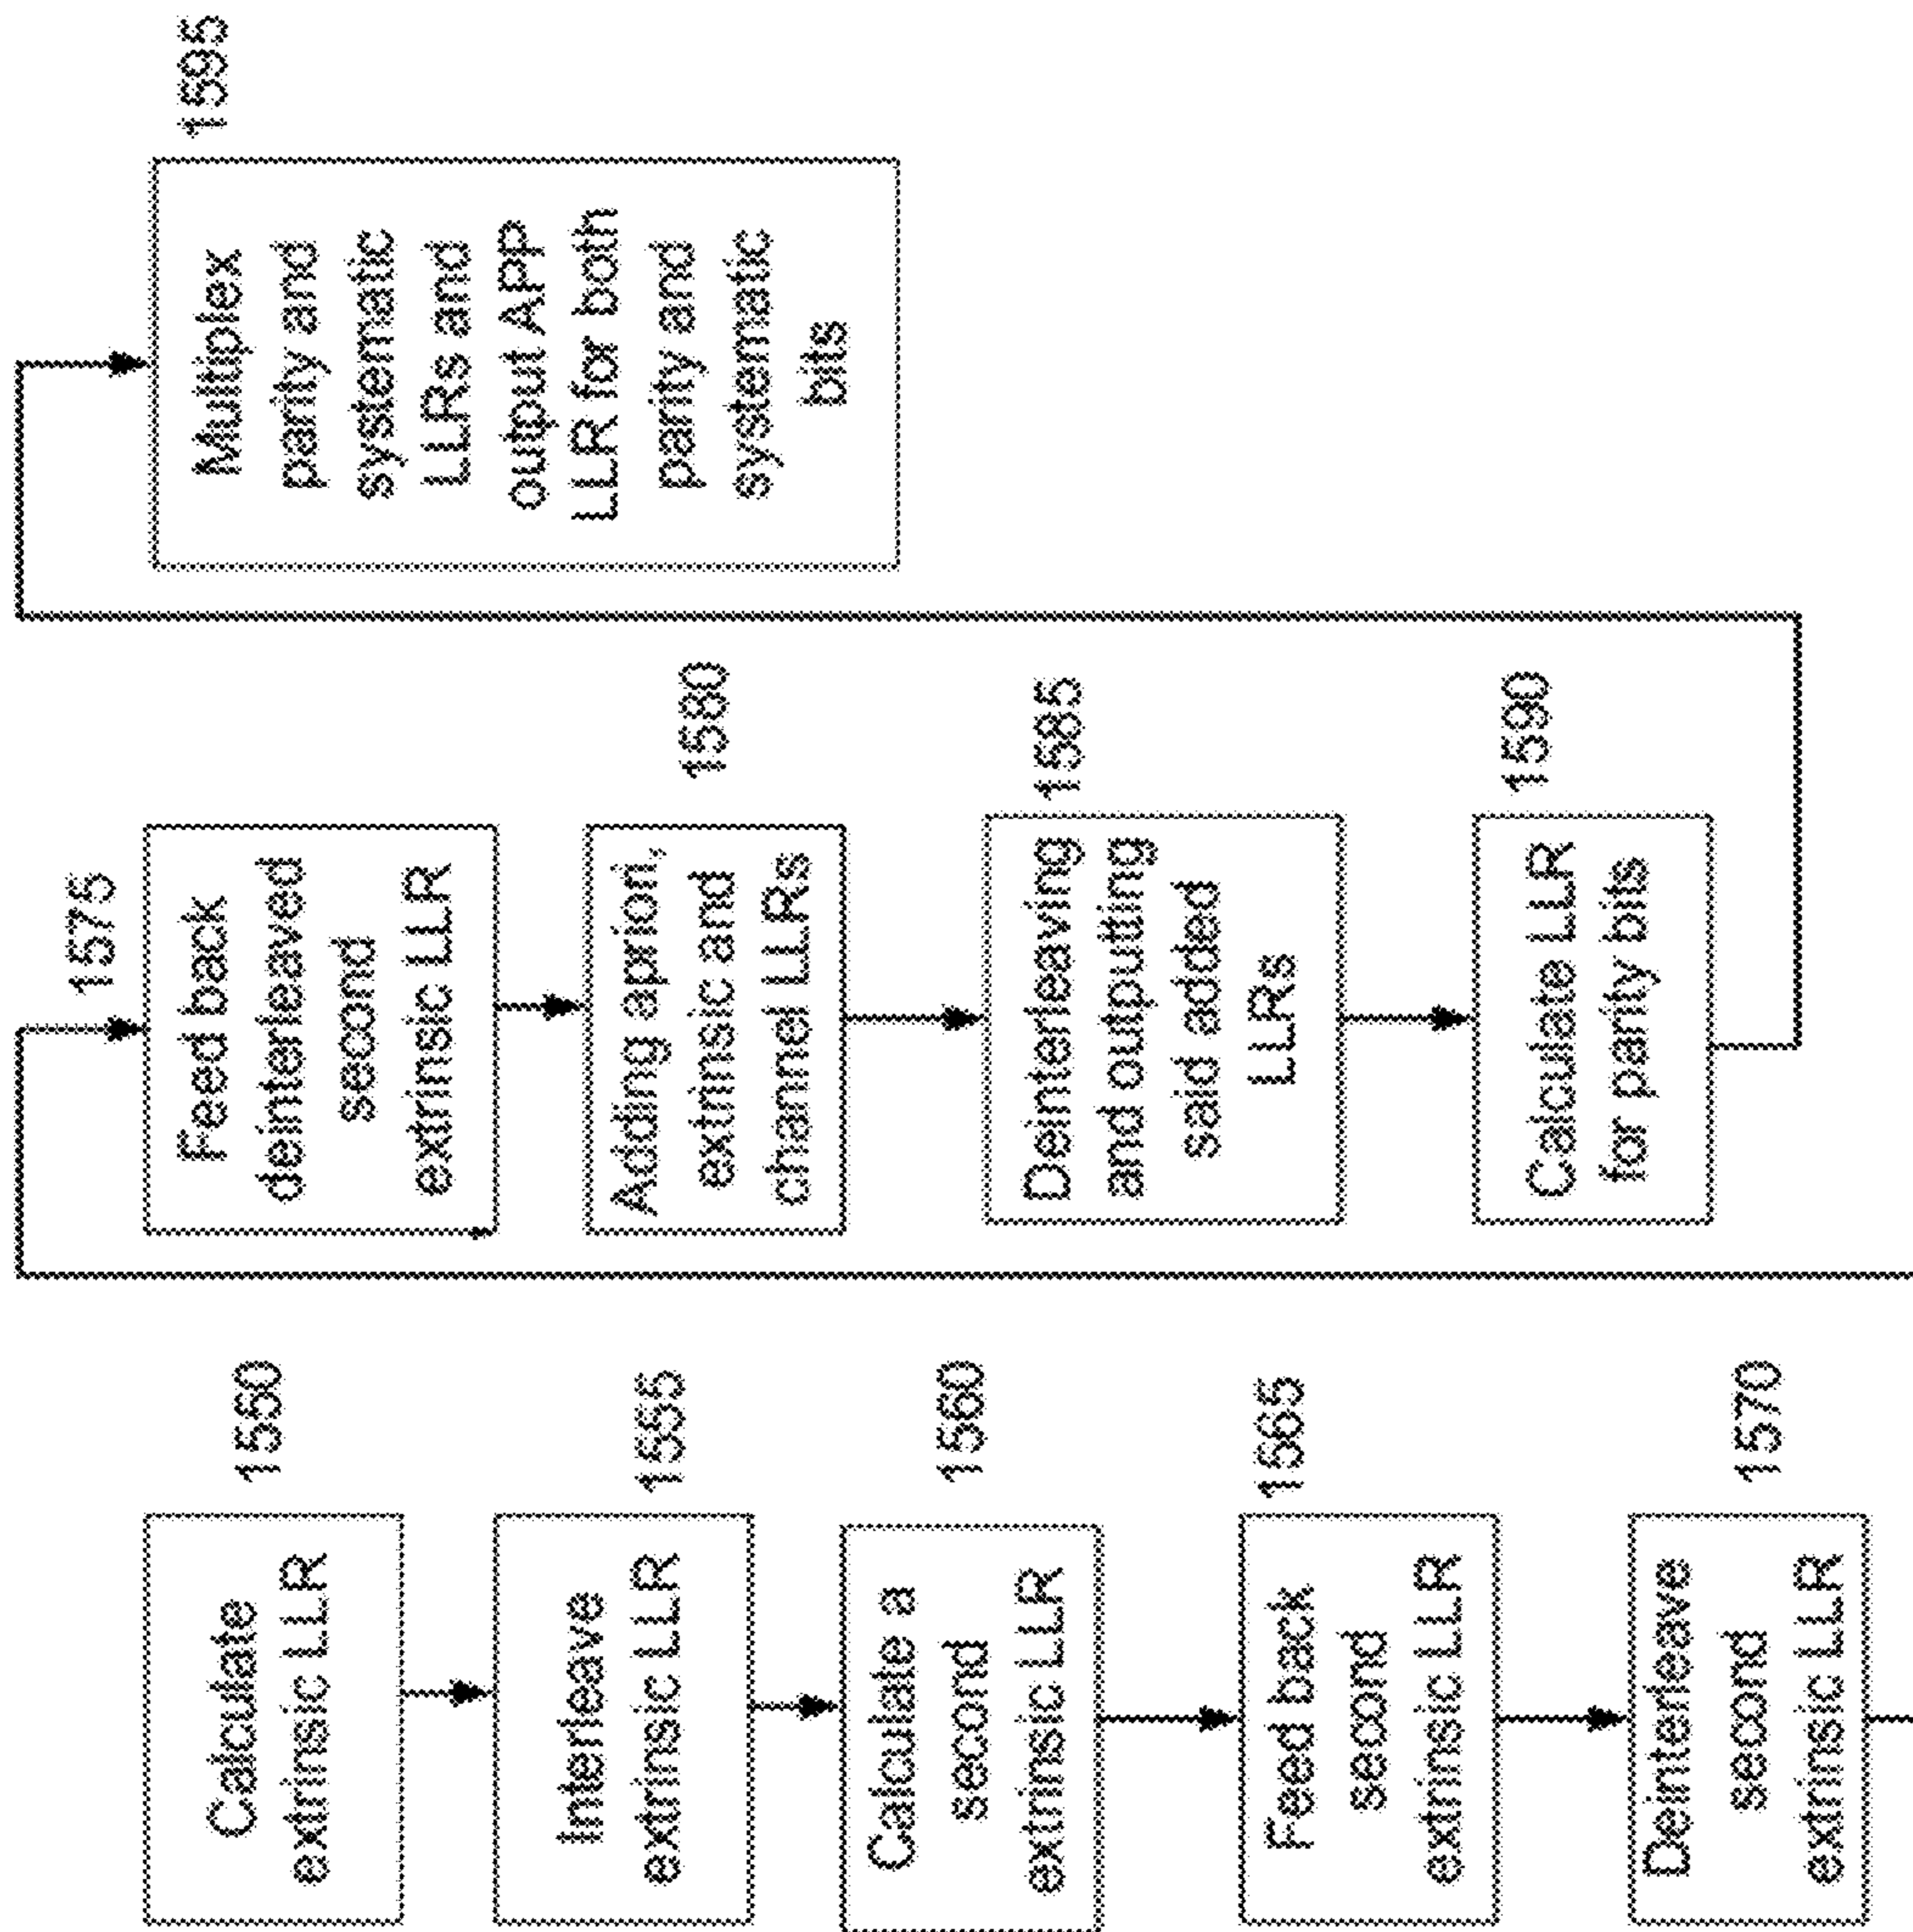 Calculate
extrinsic LLR
1550
Interleave
extrinsic LLR
1555
Calculate a
second
extrinsic LLR
1560
Feed back
second
extrinsic LLR
1565
Deinterleave
second
extrinsic LLR
1570
Feed back
deinterleaved
second
extrinsic LLR
1575
Adding apriori,
extrinsic and
channel LLRs
1580
Deinterleaving
and outputing
said added
LLRs
1585
Calculate LLR
for parity bits
1590
Multiplex
parity and
systematic
LLRs and
output APP
LLR for both
parity and
systematic
bits
1595